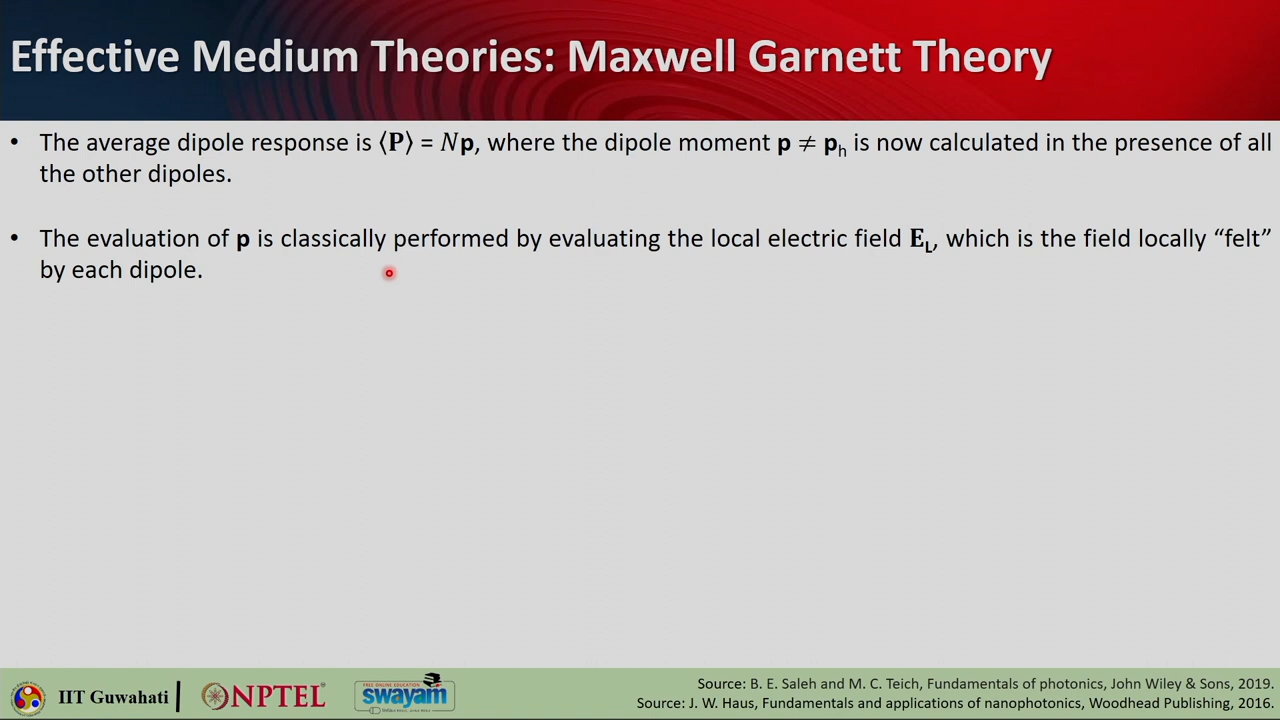 Effective Medium Theories: Maxwell Garnett Theory
• The average dipole response is ⟨P⟩ = Np, where the dipole moment p ≠ pₕ is now calculated in the presence of all
the other dipoles.
• The evaluation of p is classically performed by evaluating the local electric field E_L, which is the field locally “felt”
by each dipole.
IIT Guwahati
NPTEL
FREE ONLINE EDUCATION
swayam
Source: B. E. Saleh and M. C. Teich, Fundamentals of photonics, John Wiley & Sons, 2019.
Source: J. W. Haus, Fundamentals and applications of nanophotonics, Woodhead Publishing, 2016.